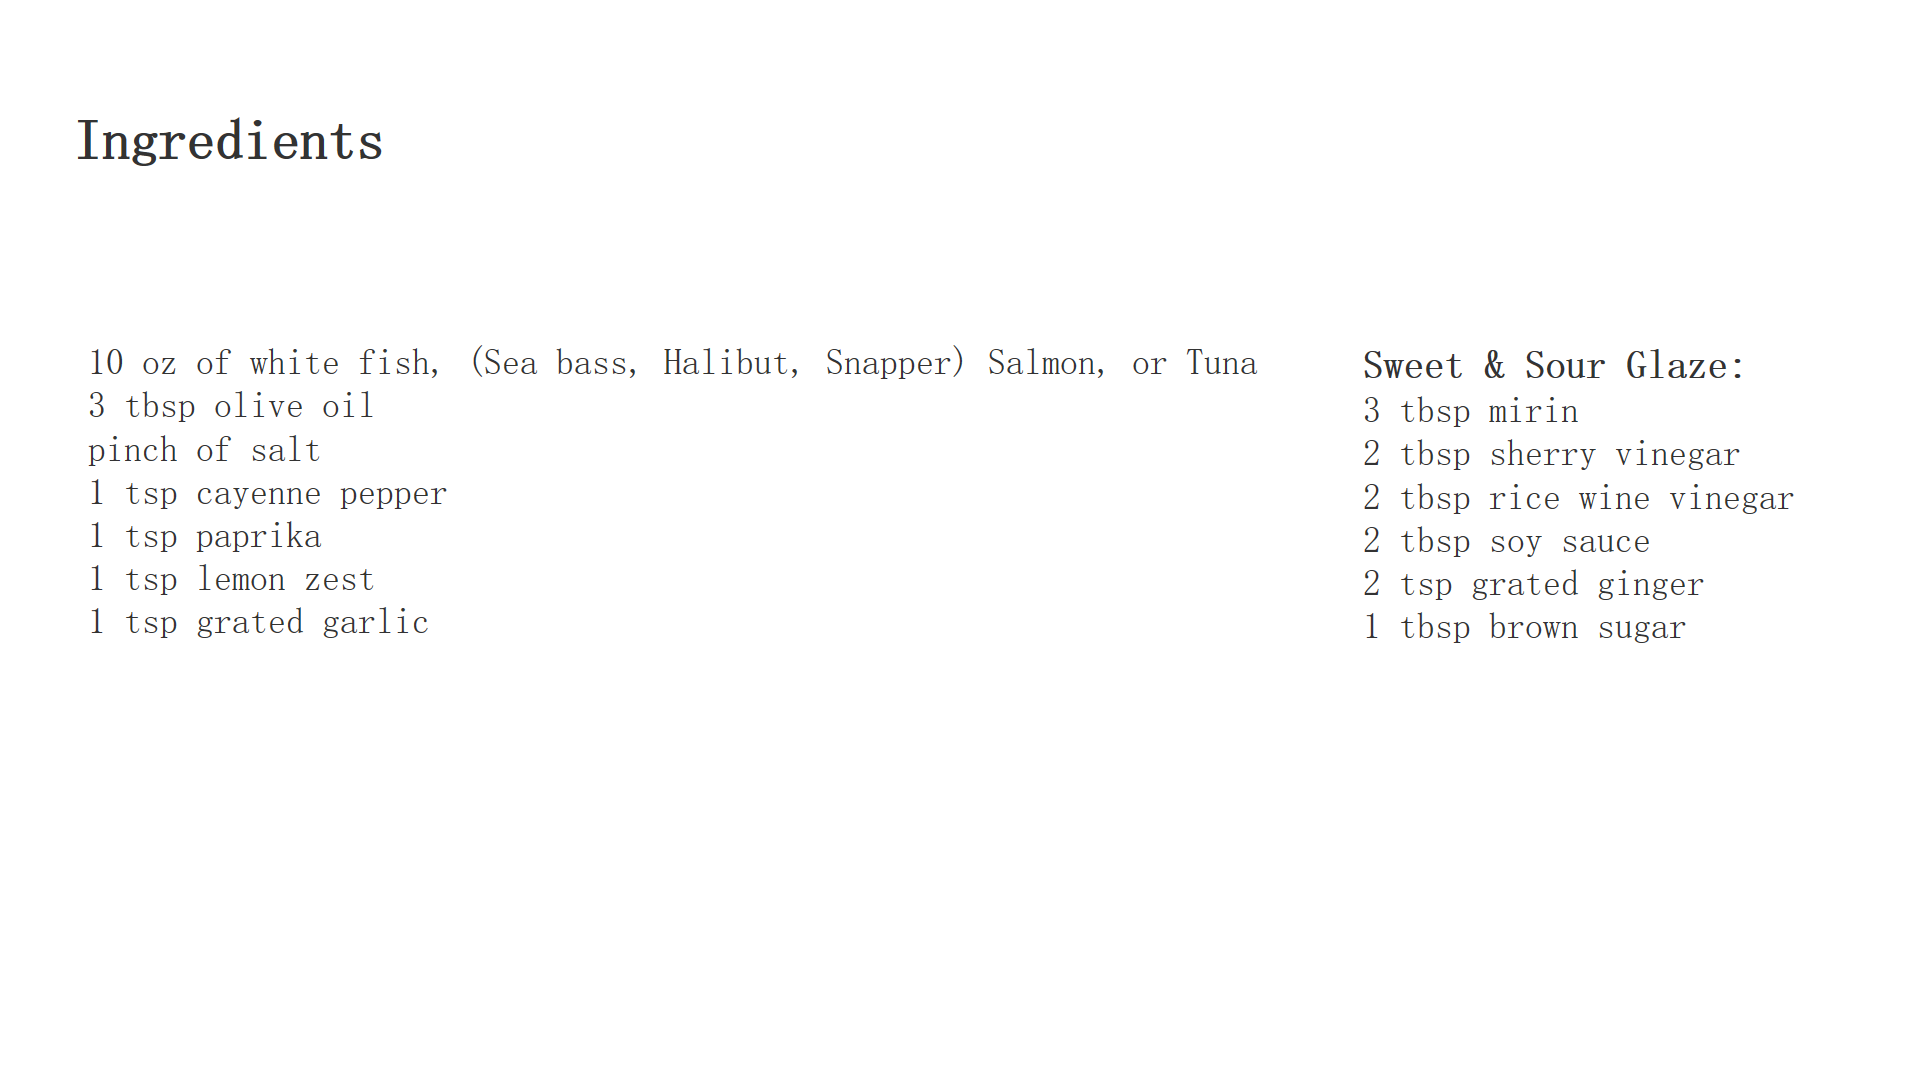 Ingredients
10 oz of white fish, (Sea bass, Halibut, Snapper) Salmon, or Tuna
3 tbsp olive oil
pinch of salt
1 tsp cayenne pepper
1 tsp paprika
1 tsp lemon zest
1 tsp grated garlic
Sweet & Sour Glaze:
3 tbsp mirin
2 tbsp sherry vinegar
2 tbsp rice wine vinegar
2 tbsp soy sauce
2 tsp grated ginger
1 tbsp brown sugar